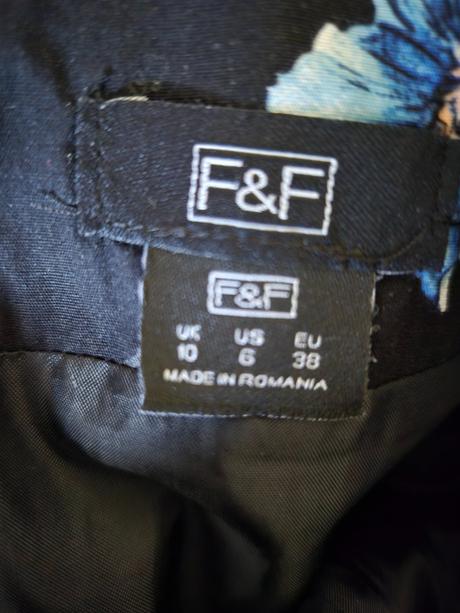 F&F
F&F
UK US EU
10 6 38
MADE IN ROMANIA